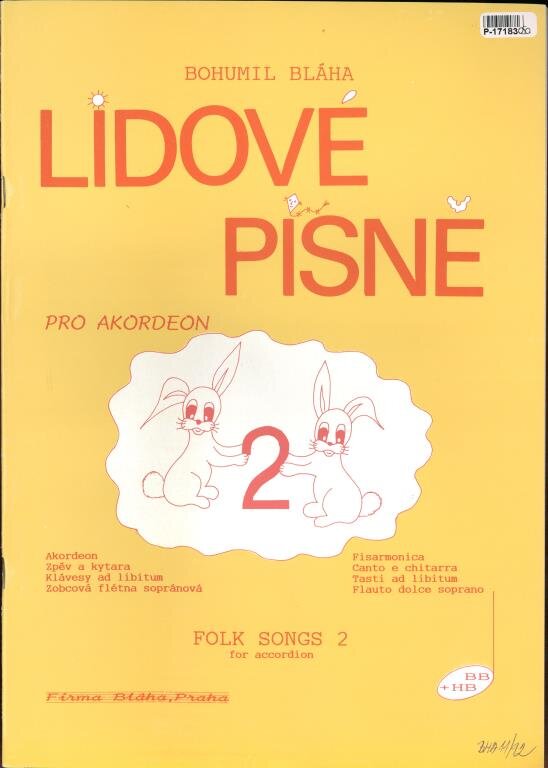 P-17183
BOHUMIL BLÁHA
LIDOVÉ
PÍSNĚ
PRO AKORDEON
2
Akordeon
Zpěv a kytara
Klávesy ad libitum
Zobcová flétna sopránová
Fisarmonica
Canto e chitarra
Tasti ad libitum
Flauto dolce soprano
FOLK SONGS 2
for accordion
Firma Bláha,Praha
BB
+HB